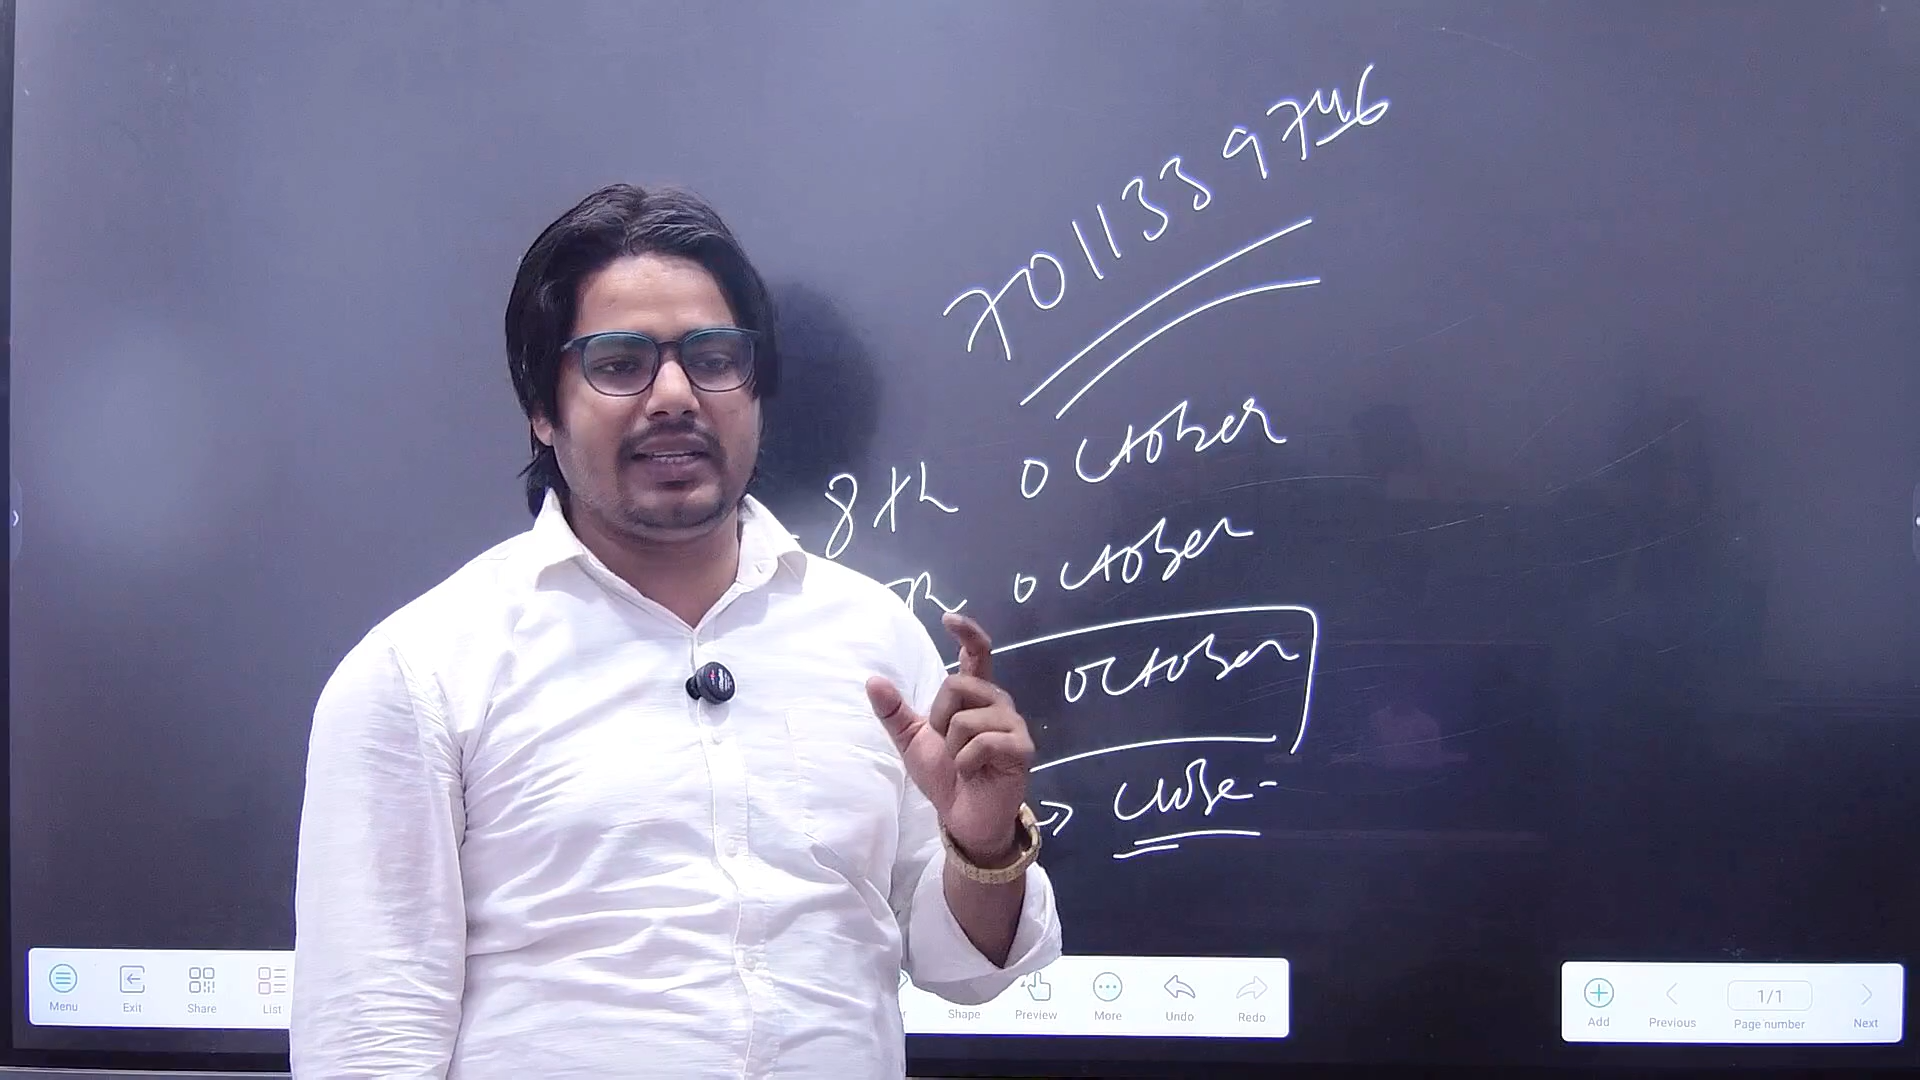 7011339746
8th October
th October
October
→ Close -
Menu
Exit
Share
List
Shape
Preview
More
Undo
Redo
Add
Previous
1/1
Page number
Next